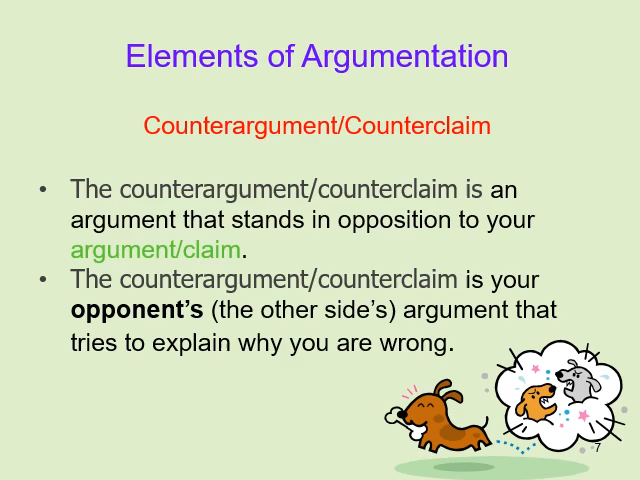 Elements of Argumentation
Counterargument/Counterclaim
• The counterargument/counterclaim is an
argument that stands in opposition to your
argument/claim.
• The counterargument/counterclaim is your
opponent’s (the other side’s) argument that
tries to explain why you are wrong.
7